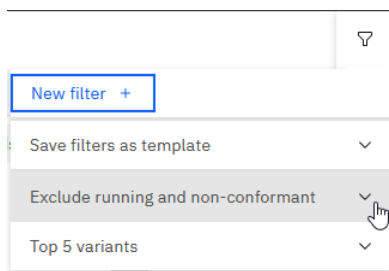 New filter +
Save filters as template
Exclude running and non-conformant
Top 5 variants